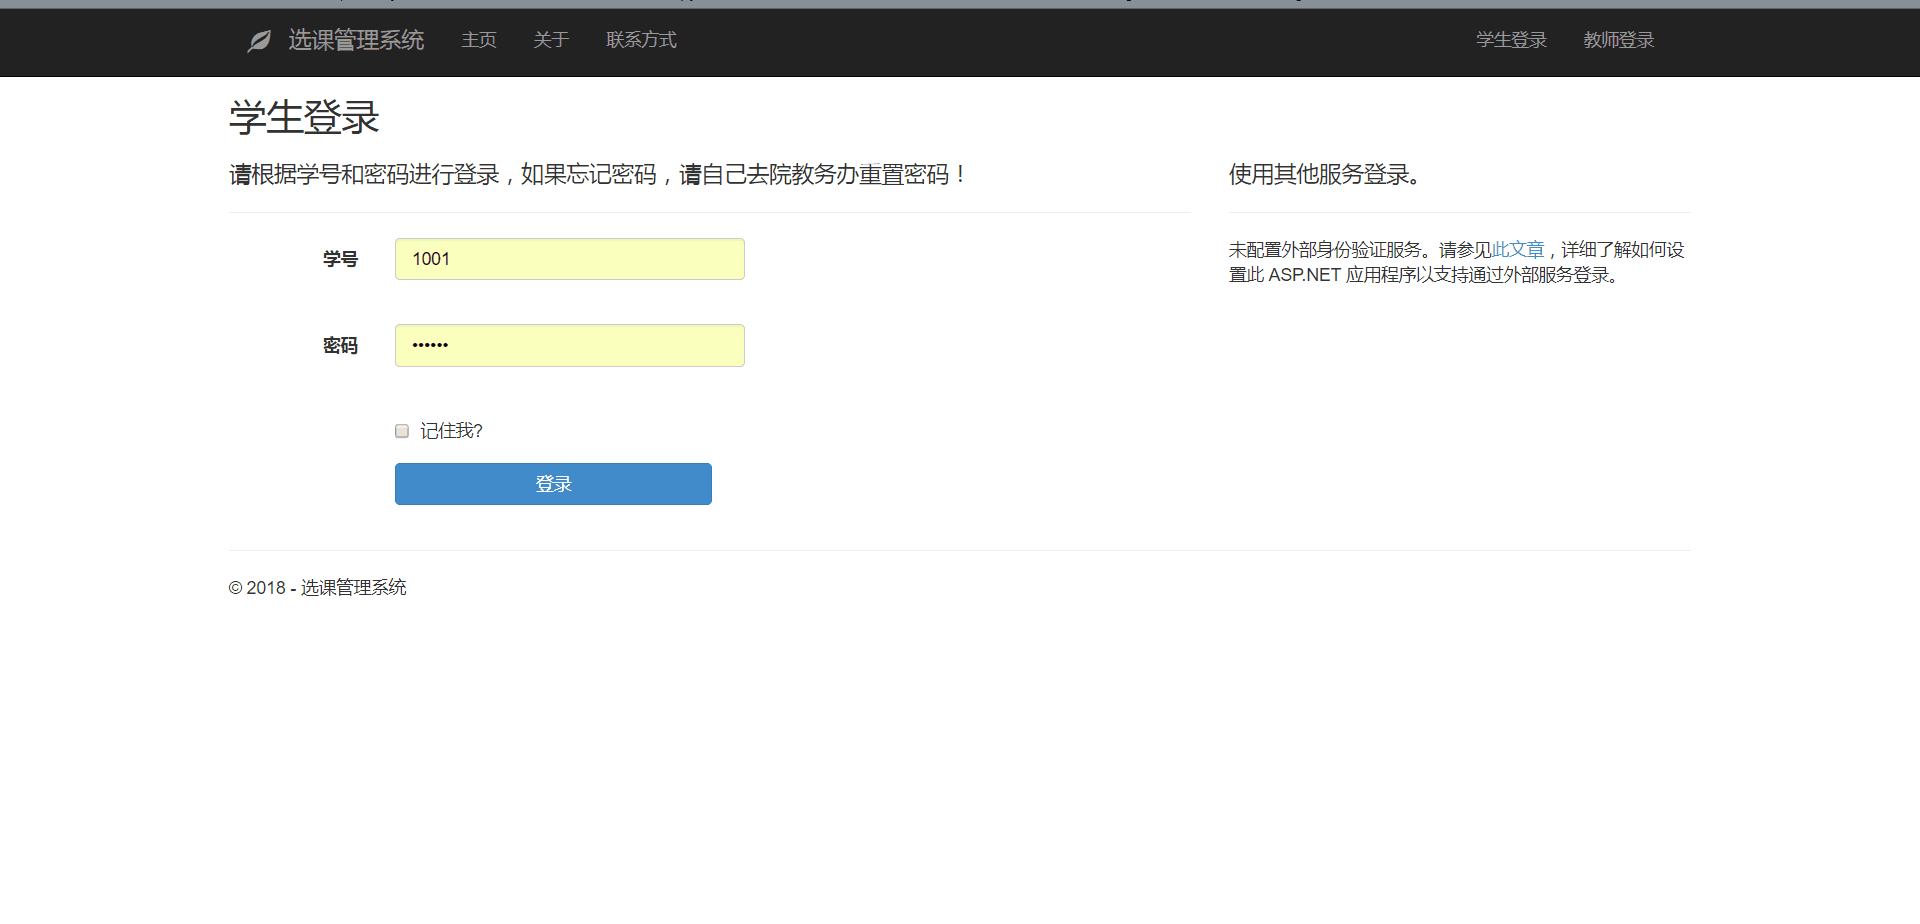 选课管理系统 主页 关于 联系方式 学生登录 教师登录
学生登录
请根据学号和密码进行登录，如果忘记密码，请自己去院教务办重置密码！
学号 1001
密码 ••••••
记住我?
登录
使用其他服务登录。
未配置外部身份验证服务。请参见此文章，详细了解如何设
置此 ASP.NET 应用程序以支持通过外部服务登录。
© 2018 - 选课管理系统